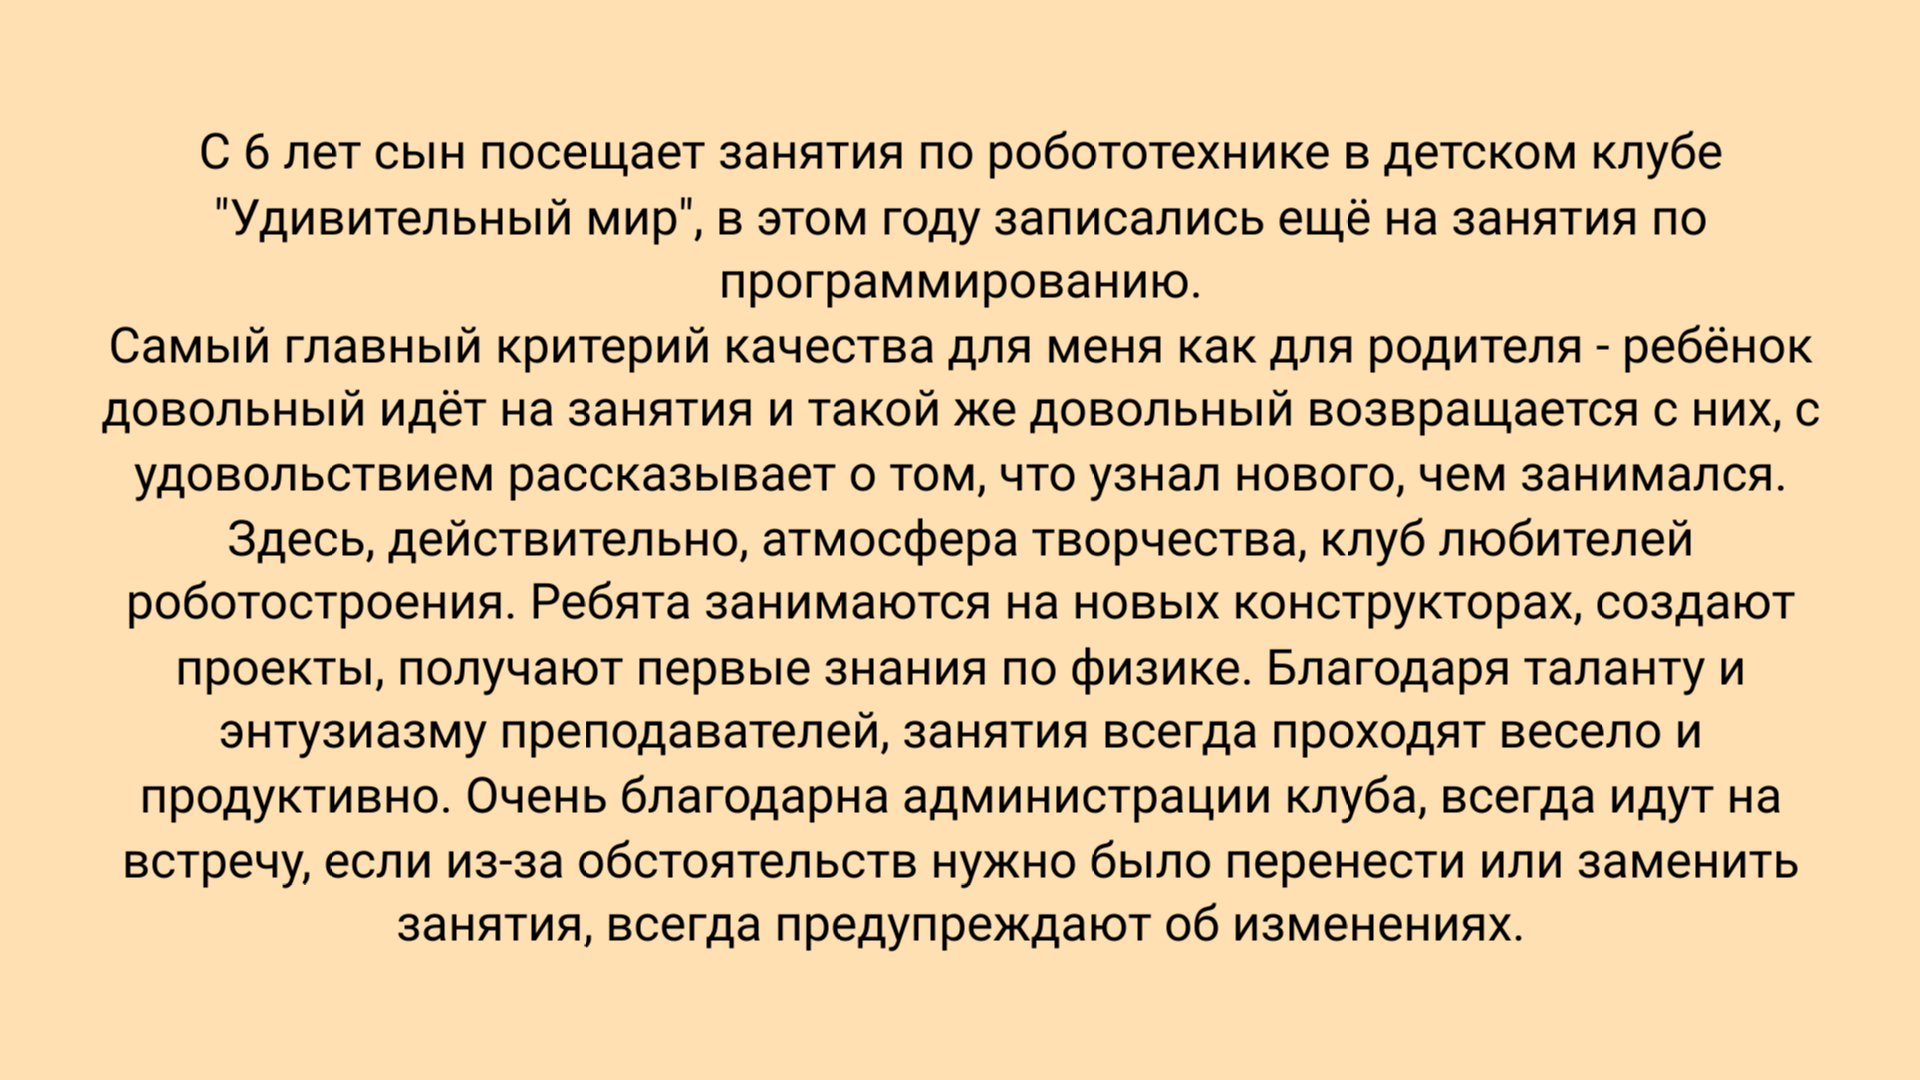 С 6 лет сын посещает занятия по робототехнике в детском клубе
"Удивительный мир", в этом году записались ещё на занятия по
программированию.
Самый главный критерий качества для меня как для родителя - ребёнок
довольный идёт на занятия и такой же довольный возвращается с них, с
удовольствием рассказывает о том, что узнал нового, чем занимался.
Здесь, действительно, атмосфера творчества, клуб любителей
роботостроения. Ребята занимаются на новых конструкторах, создают
проекты, получают первые знания по физике. Благодаря таланту и
энтузиазму преподавателей, занятия всегда проходят весело и
продуктивно. Очень благодарна администрации клуба, всегда идут на
встречу, если из-за обстоятельств нужно было перенести или заменить
занятия, всегда предупреждают об изменениях.